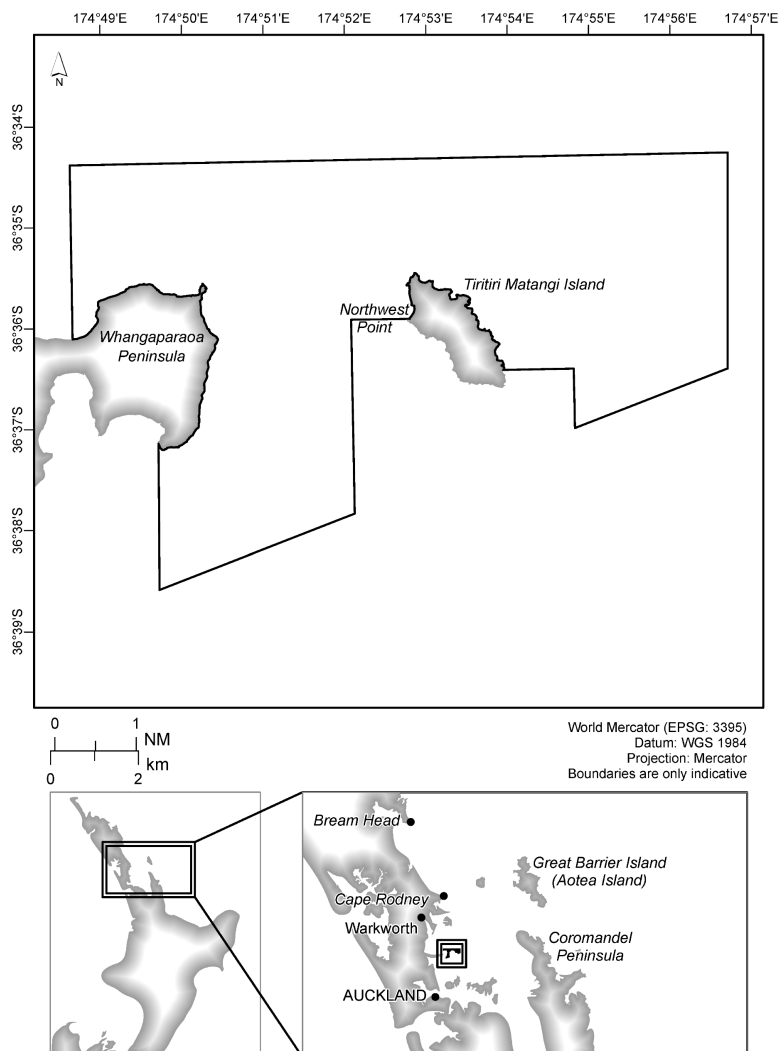 174°49'E 174°50'E 174°51'E 174°52'E 174°53'E 174°54'E 174°55'E 174°56'E 174°57'E
N
36°34'S
36°35'S
36°36'S
36°37'S
36°38'S
36°39'S
Tiritiri Matangi Island
Northwest
Point
Whangaparaoa
Peninsula
0 1
NM
km
0 2
World Mercator (EPSG: 3395)
Datum: WGS 1984
Projection: Mercator
Boundaries are only indicative
Bream Head
Great Barrier Island
(Aotea Island)
Cape Rodney
Warkworth
Coromandel
Peninsula
AUCKLAND